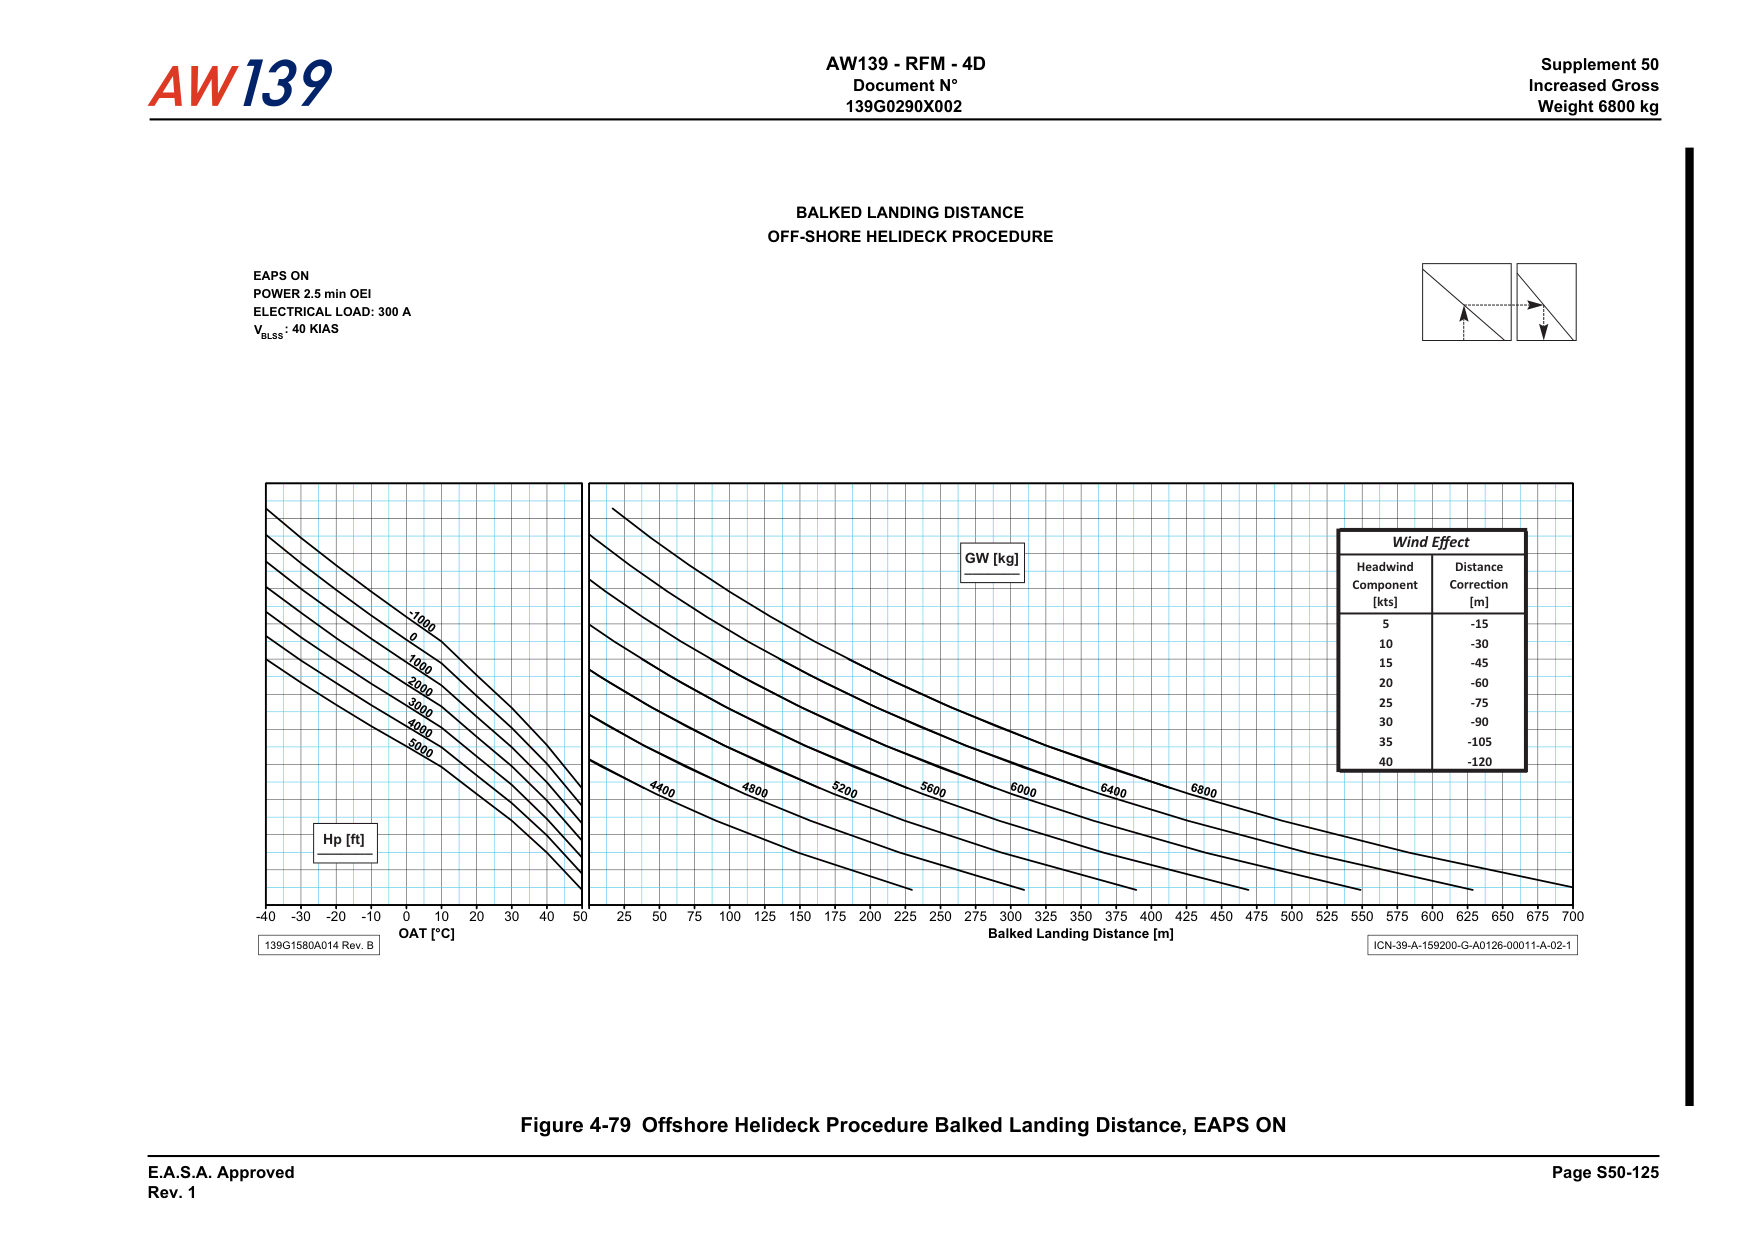 AW139
AW139 - RFM - 4D
Document N°
139G0290X002
Supplement 50
Increased Gross
Weight 6800 kg
BALKED LANDING DISTANCE
OFF-SHORE HELIDECK PROCEDURE
EAPS ON
POWER 2.5 min OEI
ELECTRICAL LOAD: 300 A
VBLSS : 40 KIAS
GW [kg]
Wind Effect
Headwind Component [kts] Distance Correction [m]
5 -15
10 -30
15 -45
20 -60
25 -75
30 -90
35 -105
40 -120
-1000
0
1000
2000
3000
4000
5000
4400 4800 5200 5600 6000 6400 6800
Hp [ft]
-40 -30 -20 -10 0 10 20 30 40 50
25 50 75 100 125 150 175 200 225 250 275 300 325 350 375 400 425 450 475 500 525 550 575 600 625 650 675 700
OAT [°C]
Balked Landing Distance [m]
139G1580A014 Rev. B
ICN-39-A-159200-G-A0126-00011-A-02-1
Figure 4-79 Offshore Helideck Procedure Balked Landing Distance, EAPS ON
E.A.S.A. Approved
Rev. 1
Page S50-125